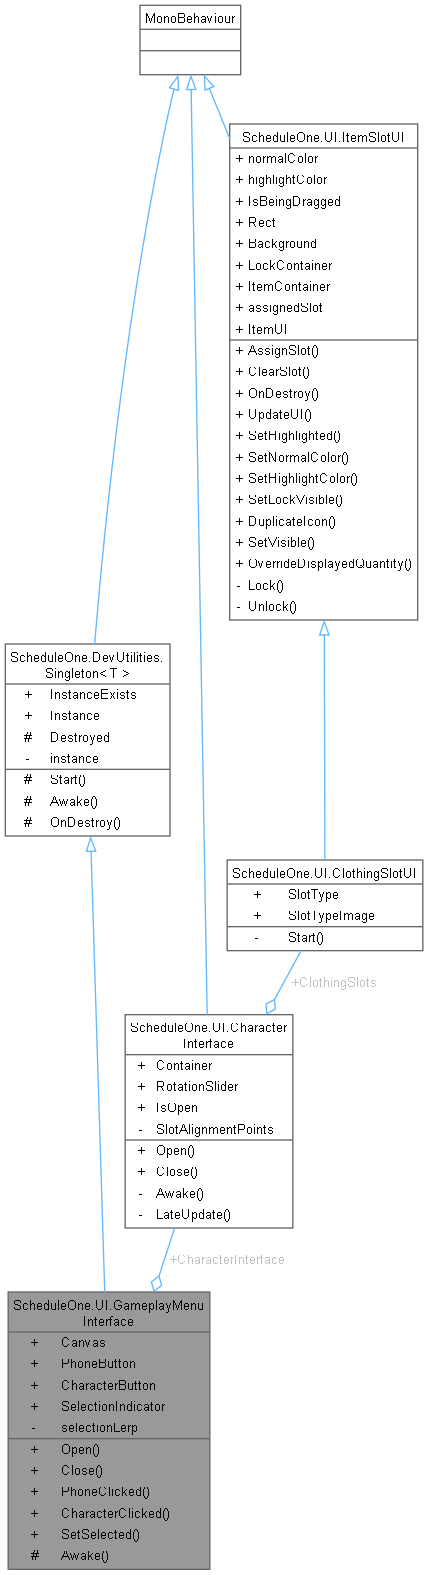 MonoBehaviour
ScheduleOne.UI.ItemSlotUI
+ normalColor
+ highlightColor
+ IsBeingDragged
+ Rect
+ Background
+ LockContainer
+ ItemContainer
+ assignedSlot
+ ItemUI
+ AssignSlot()
+ ClearSlot()
+ OnDestroy()
+ UpdateUI()
+ SetHighlighted()
+ SetNormalColor()
+ SetHighlightColor()
+ SetLockVisible()
+ DuplicateIcon()
+ SetVisible()
+ OverrideDisplayedQuantity()
- Lock()
- Unlock()
ScheduleOne.DevUtilities.
Singleton< T >
+ InstanceExists
+ Instance
# Destroyed
- instance
# Start()
# Awake()
# OnDestroy()
ScheduleOne.UI.ClothingSlotUI
+ SlotType
+ SlotTypeImage
- Start()
+ClothingSlots
ScheduleOne.UI.Character
Interface
+ Container
+ RotationSlider
+ IsOpen
- SlotAlignmentPoints
+ Open()
+ Close()
- Awake()
- LateUpdate()
+CharacterInterface
ScheduleOne.UI.GameplayMenu
Interface
+ Canvas
+ PhoneButton
+ CharacterButton
+ SelectionIndicator
- selectionLerp
+ Open()
+ Close()
+ PhoneClicked()
+ CharacterClicked()
+ SetSelected()
# Awake()